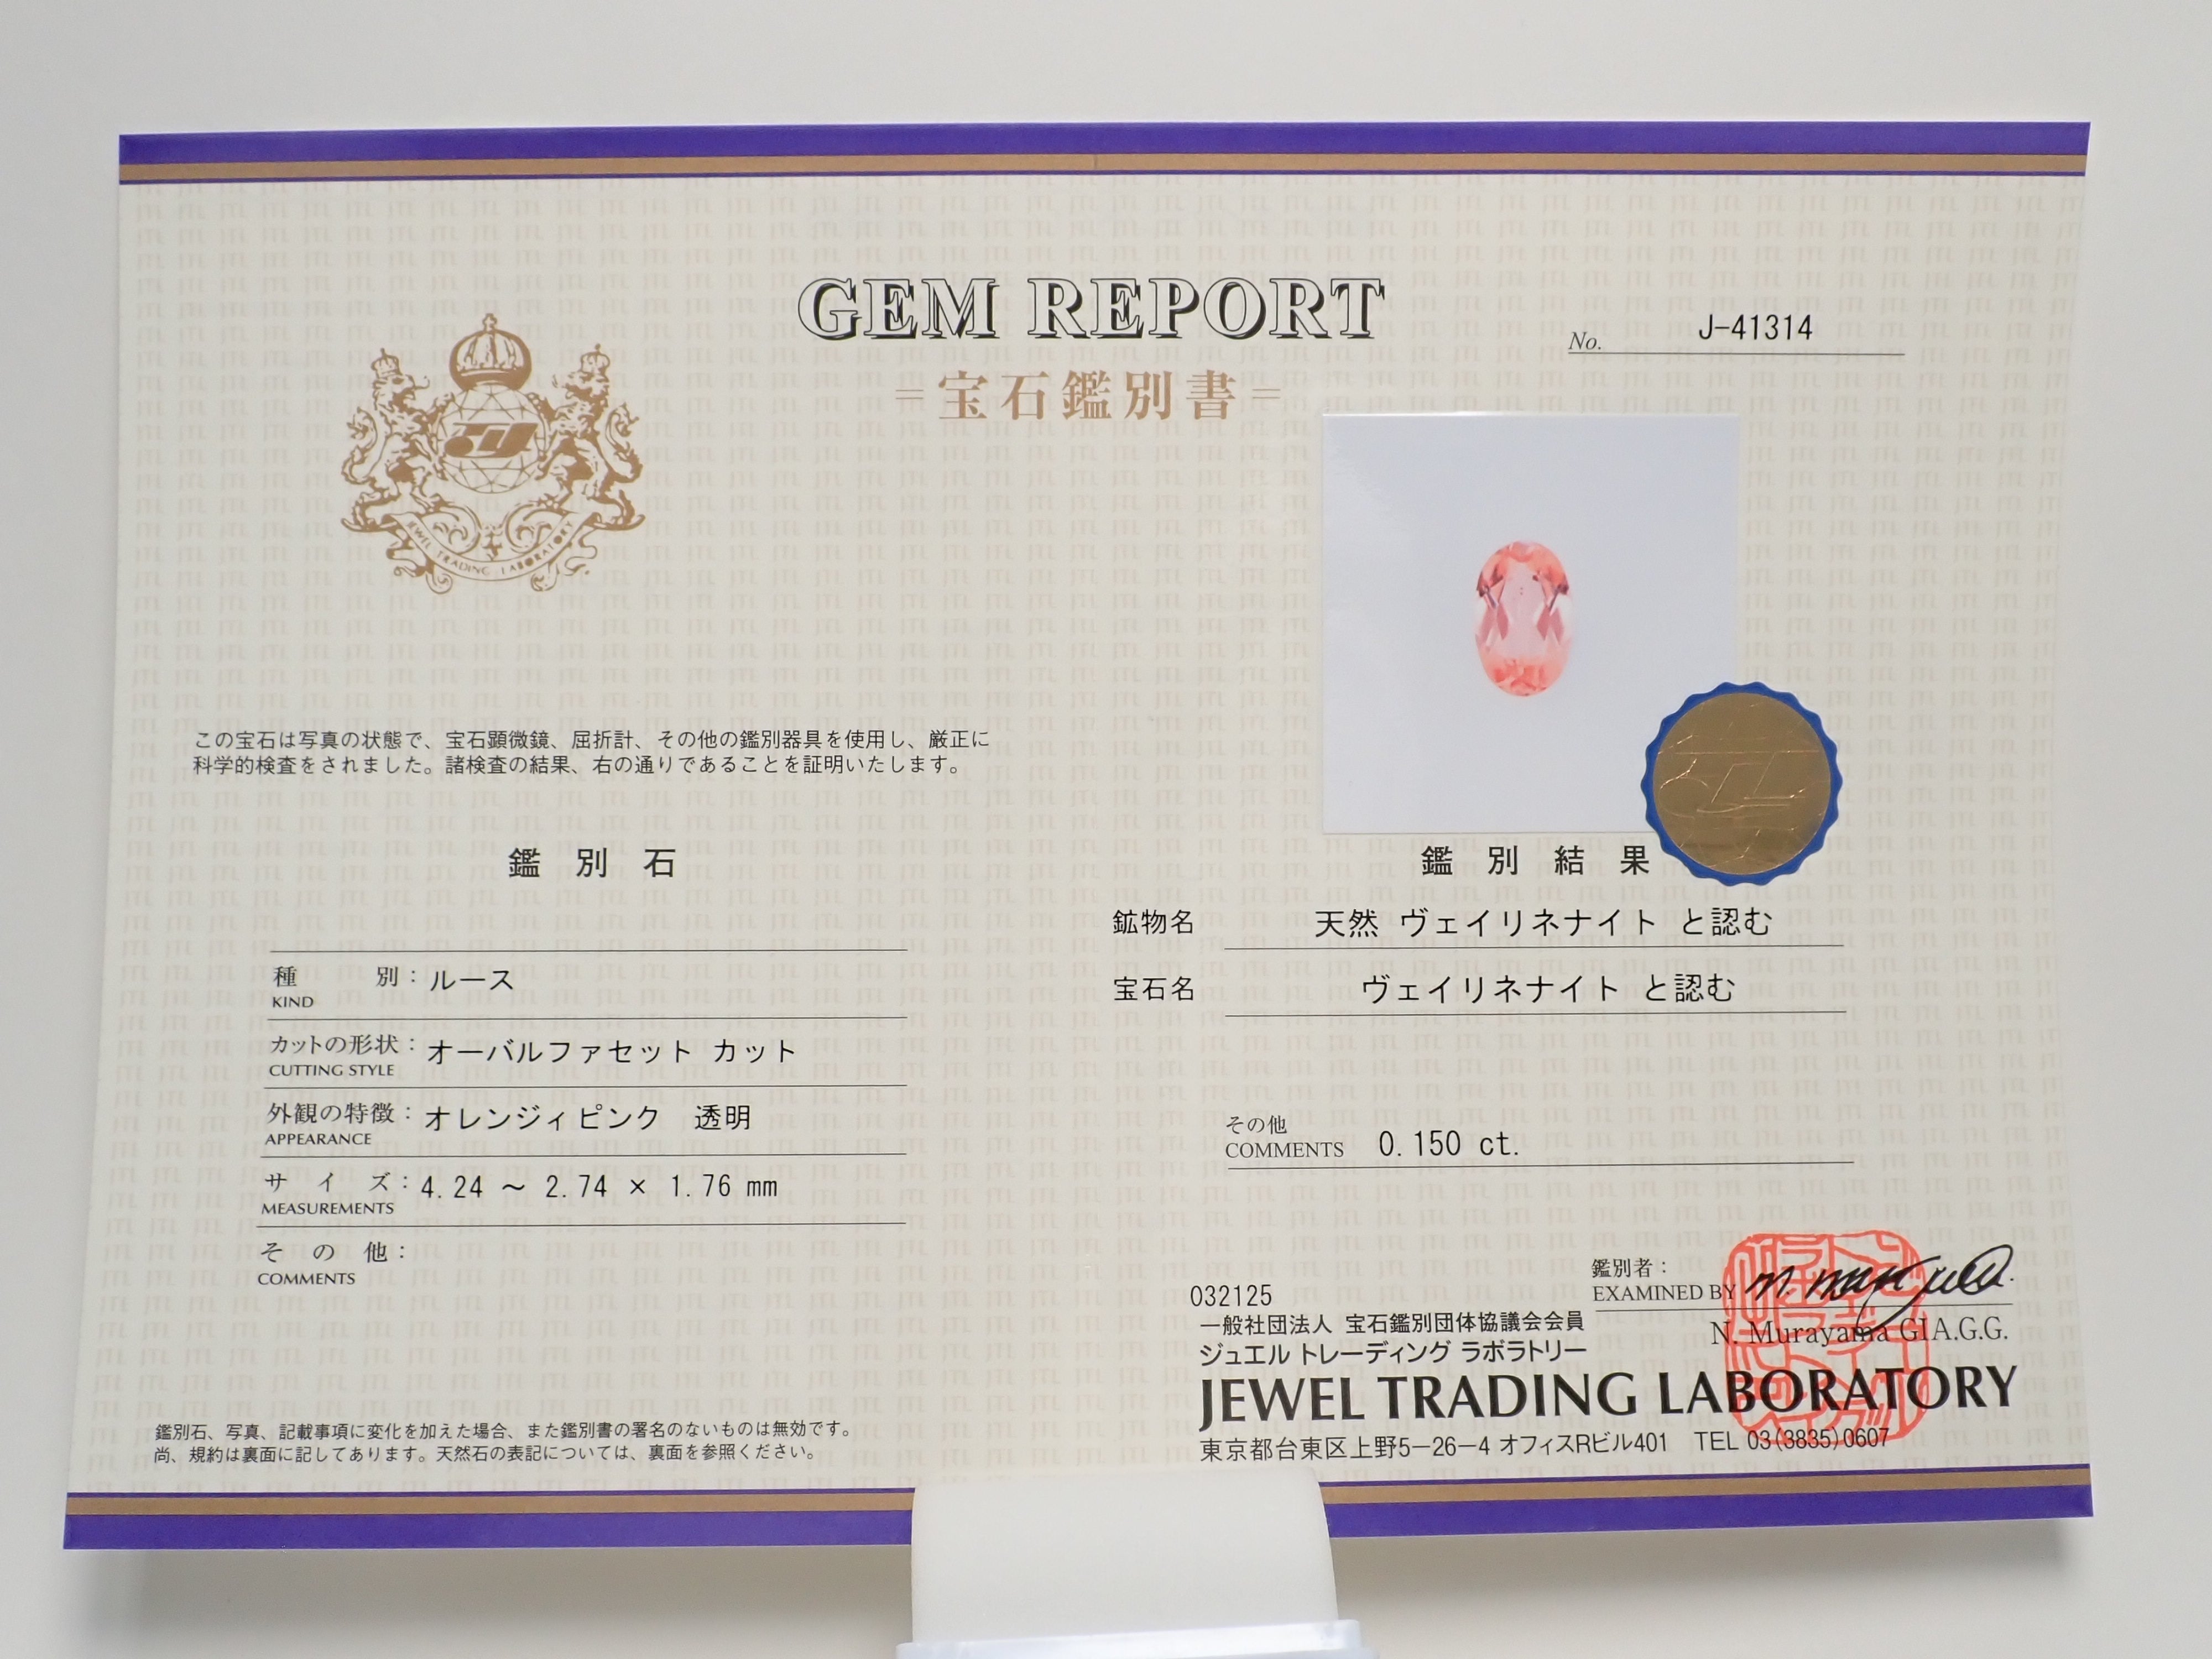 GEM REPORT
No. J-41314
=宝石鑑別書=
JEWEL TRADING LABORATORY
この宝石は写真の状態で、宝石顕微鏡、屈折計、その他の鑑別器具を使用し、厳正に
科学的検査をされました。諸検査の結果、右の通りであることを証明いたします。
鑑別石
種別：ルース
KIND
カットの形状：オーバルファセット カット
CUTTING STYLE
外観の特徴：オレンジィピンク 透明
APPEARANCE
サイズ：4.24 ～ 2.74 × 1.76 mm
MEASUREMENTS
その他：
COMMENTS
鑑別石、写真、記載事項に変化を加えた場合、また鑑別書の署名のないものは無効です。
尚、規約は裏面に記してあります。天然石の表記については、裏面を参照ください。
鑑別結果
鉱物名 天然 ヴェイリネナイト と認む
宝石名 ヴェイリネナイト と認む
その他
COMMENTS 0.150 ct.
鑑別者：
EXAMINED BY
N. Murayama GIA.G.G.
032125
一般社団法人 宝石鑑別団体協議会会員
ジュエル トレーディング ラボラトリー
JEWEL TRADING LABORATORY
東京都台東区上野5－26－4 オフィスRビル401 TEL 03(3835)0607